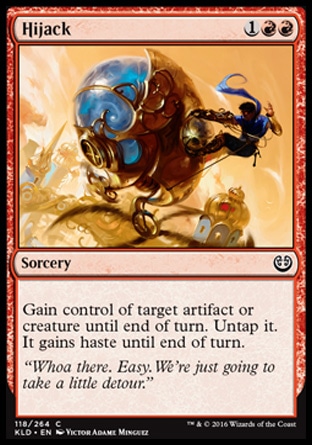 Hijack 1
Sorcery
Gain control of target artifact or
creature until end of turn. Untap it.
It gains haste until end of turn.
“Whoa there. Easy. We’re just going to
take a little detour.”
118/264 C
KLD • EN Victor Adame Minguez
™ & © 2016 Wizards of the Coast